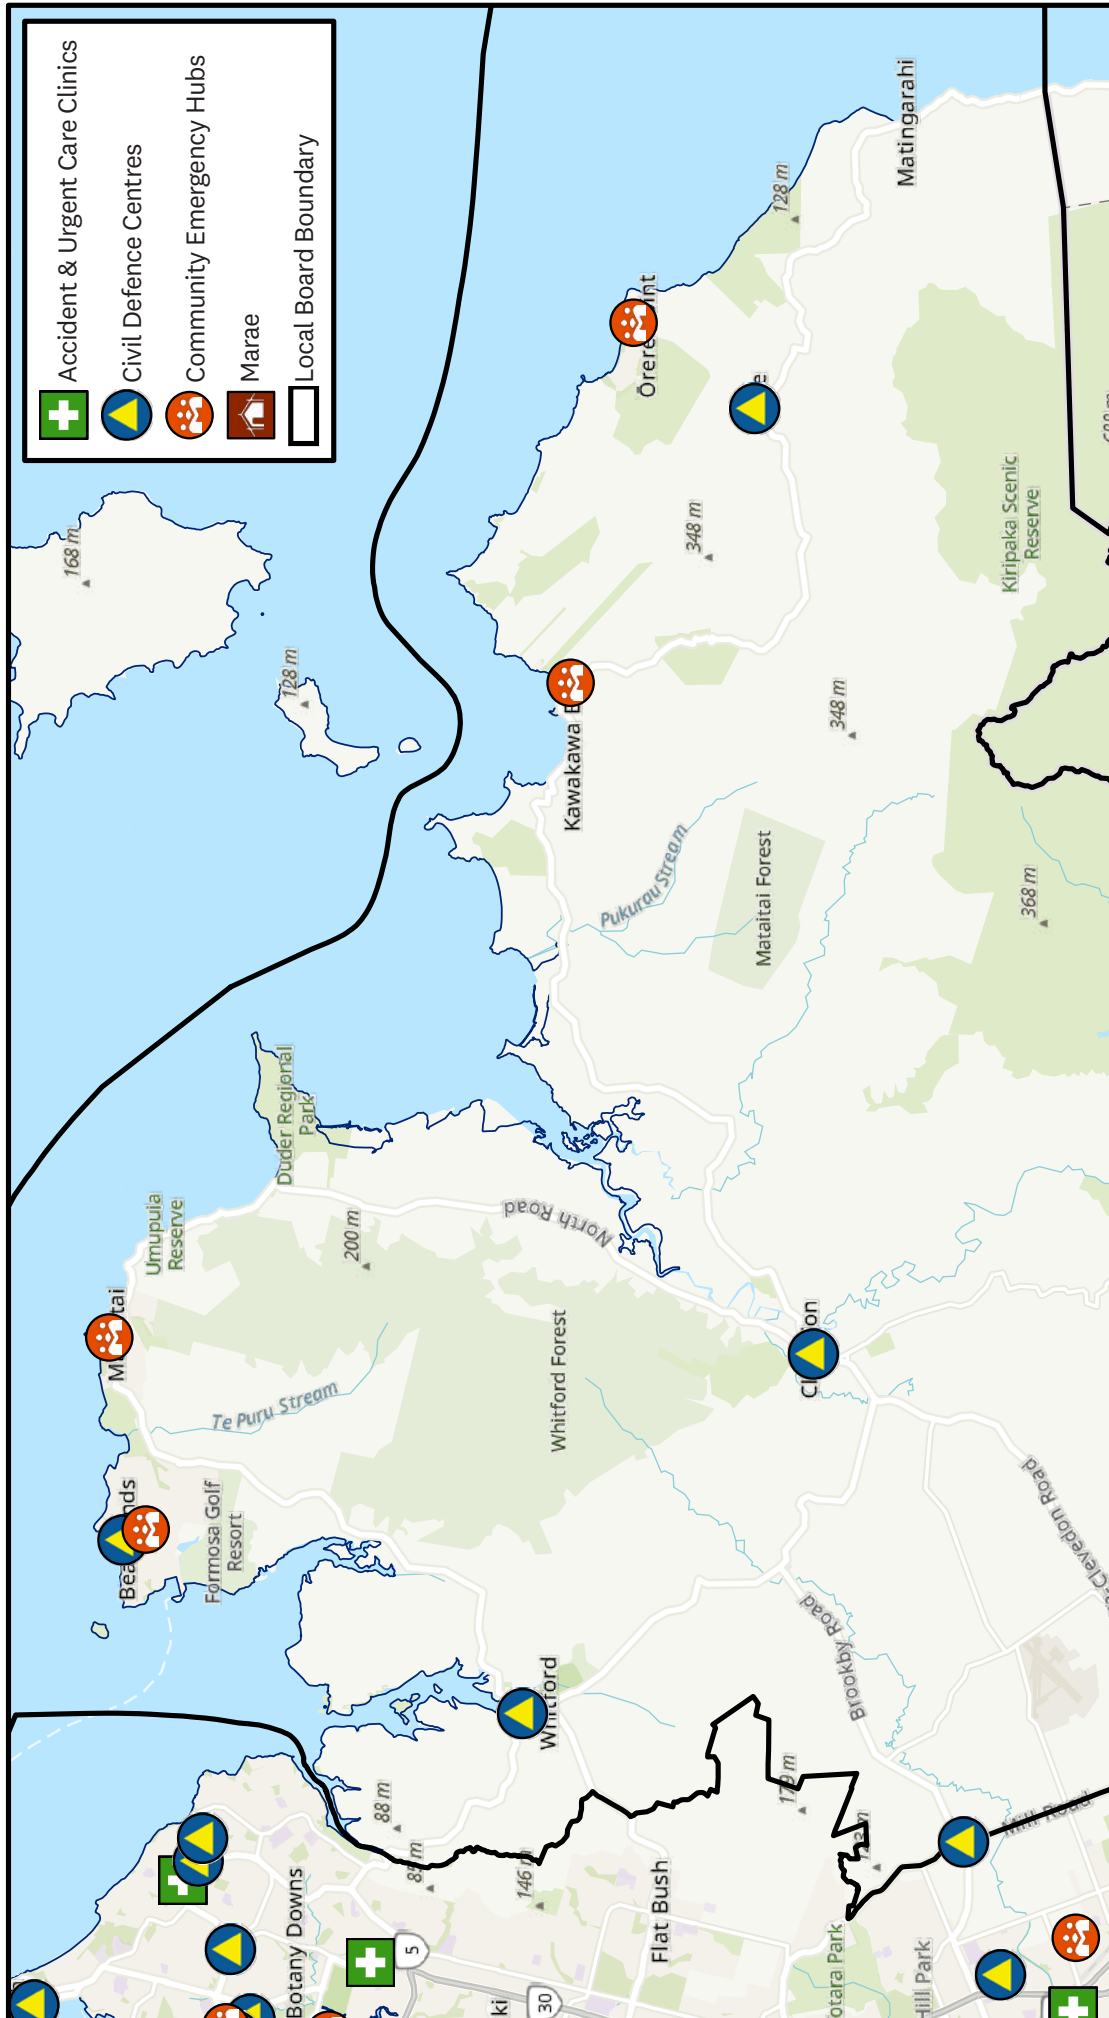 Accident & Urgent Care Clinics
Civil Defence Centres
Community Emergency Hubs
Marae
Local Board Boundary
168 m
128 m
Matingarahi
128 m
348 m
Kiripaka Scenic
Reserve
Kawakawa
348 m
Pukurau Stream
Mataitai Forest
368 m
Duder Regional
Park
Umupuia
Reserve
200 m
North Road
Te Puru Stream
Whitford Forest
Formosa Golf
Resort
Clevedon Road
Brookby Road
Whitford
88 m
146 m
179 m
Mill Road
Botany Downs
Flat Bush
5
30